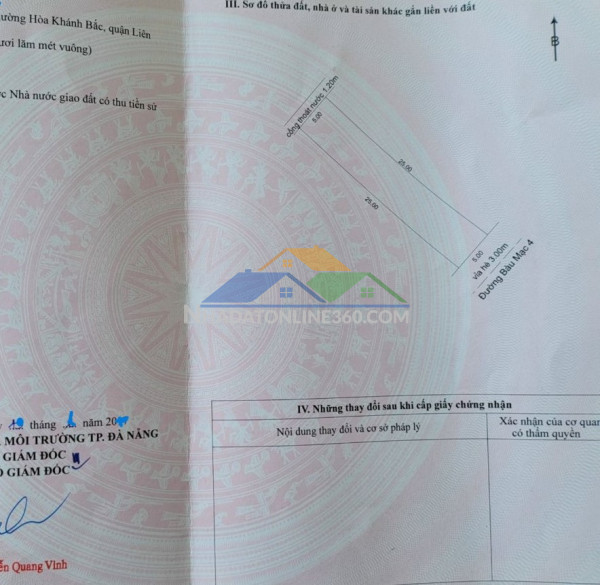 ường Hòa Khánh Bắc, quận Liên
ươi lăm mét vuông)
c Nhà nước giao đất có thu tiền sử
tháng năm 20
MÔI TRƯỜNG TP. ĐÀ NẴNG
GIÁM ĐỐC
GIÁM ĐỐC
ễn Quang Vinh
III. Sơ đồ thửa đất, nhà ở và tài sản khác gắn liền với đất
B
cống thoát nước 1.20m
5.00
25.00
25.00
5.00
vỉa hè 3.00m
Đường Bàu Mạc 4
DATONLINE360.COM
IV. Những thay đổi sau khi cấp giấy chứng nhận
Nội dung thay đổi và cơ sở pháp lý
Xác nhận của cơ quan
có thẩm quyền